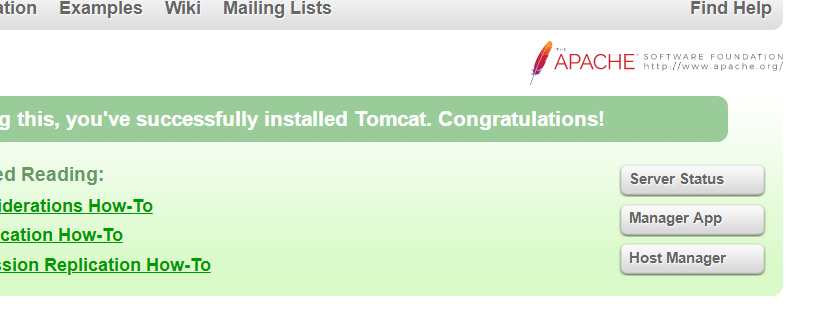 ation Examples Wiki Mailing Lists Find Help
THE APACHE SOFTWARE FOUNDATION
http://www.apache.org/
g this, you've successfully installed Tomcat. Congratulations!
ed Reading:
Server Status
iderations How-To
Manager App
cation How-To
Host Manager
ssion Replication How-To